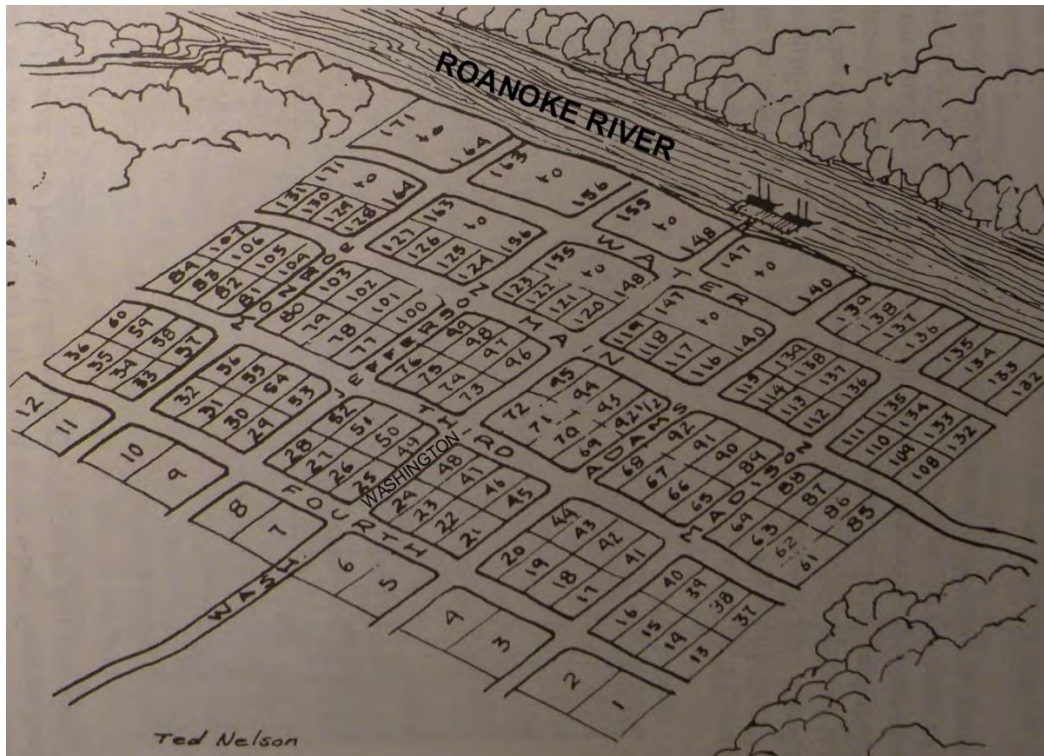 ROANOKE RIVER
171 to 164
163 to 156
155 to 148
147 to 140
139 138 137 136
135 134 133 132
WATER
171 to 164
131 130 129 128
163 to 156
127 126 125 124
155 to 148
123 122 121 120
147 to 140
119 118 117 116
139 138 137 136
115 114 113 112
135 134 133 132
111 110 109 108
MAIN
107 106 105 104
84 83 82 81
103 102 101 100
80 79 78 77
99 98 97 96
76 75 74 73
95 94 93 92 1/2
72 71 70 69
92 91 90 89
68 67 66 65
88 87 86 85
64 63 62 61
MONROE
JEFFERSON
WASHINGTON
ADAMS
MADISON
THIRD
60 59 58 57
36 35 34 33
56 55 54 53
32 31 30 29
52 51 50 49
28 27 26 25
48 47 46 45
24 23 22 21
44 43 42 41
20 19 18 17
40 39 38 37
16 15 14 13
FOURTH
12 11
10 9
8 7
6 5
4 3
2 1
WASH
Ted Nelson